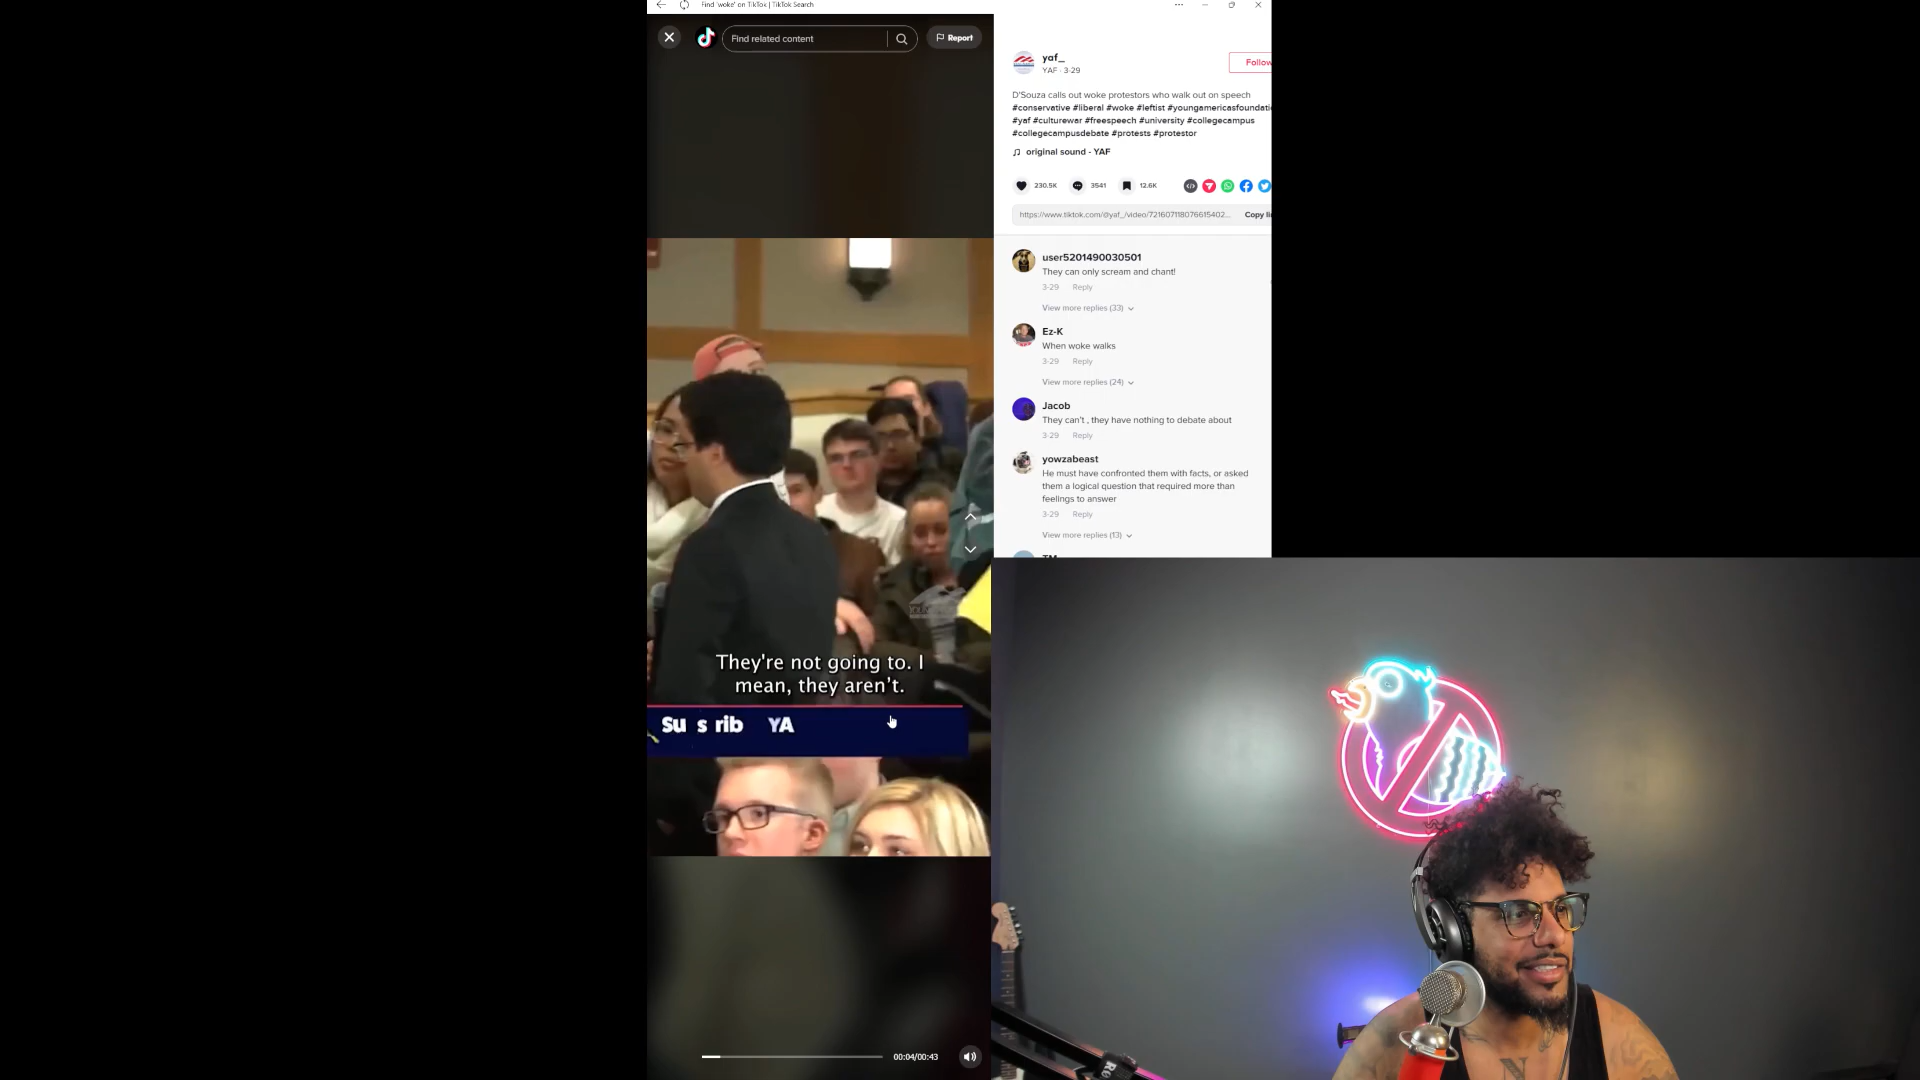 Find 'woke' on TikTok | TikTok Search
Find related content
Report
yaf_
YAF · 3-29
Follow
D'Souza calls out woke protestors who walk out on speech
#conservative #liberal #woke #leftist #youngamericasfoundatio
#yaf #culturewar #freespeech #university #collegecampus
#collegecampusdebate #protests #protestor
original sound - YAF
230.5K 3541 12.6K
https://www.tiktok.com/@yaf_/video/721607118076615402... Copy li
user5201490030501
They can only scream and chant!
3-29 Reply
View more replies (33)
Ez-K
When woke walks
3-29 Reply
View more replies (24)
Jacob
They can't , they have nothing to debate about
3-29 Reply
yowzabeast
He must have confronted them with facts, or asked
them a logical question that required more than
feelings to answer
3-29 Reply
View more replies (13)
TM
They're not going to. I
mean, they aren't.
Su s rib YA
00:04/00:43